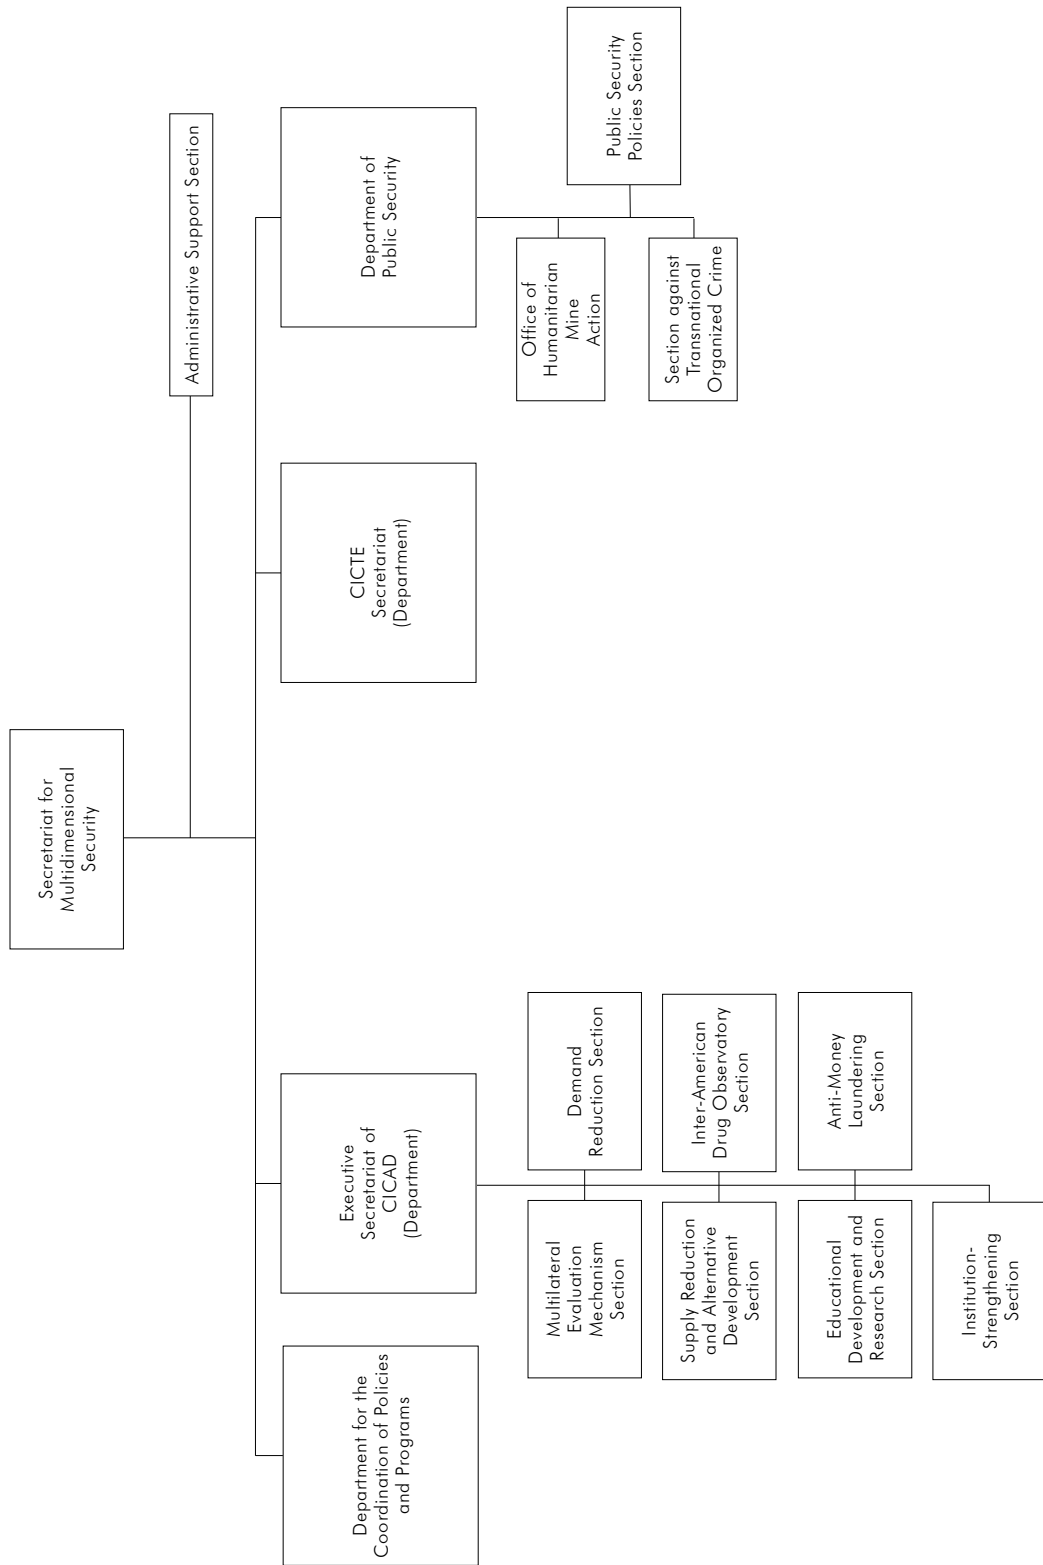 Secretariat for
Multidimensional
Security
Administrative Support Section
Department for the
Coordination of Policies
and Programs
Executive
Secretariat of
CICAD
(Department)
CICTE
Secretariat
(Department)
Department of
Public Security
Multilateral
Evaluation
Mechanism
Section
Demand
Reduction Section
Supply Reduction
and Alternative
Development
Section
Inter-American
Drug Observatory
Section
Educational
Development and
Research Section
Anti-Money
Laundering
Section
Institution-
Strengthening
Section
Office of
Humanitarian
Mine
Action
Public Security
Policies Section
Section against
Transnational
Organized Crime